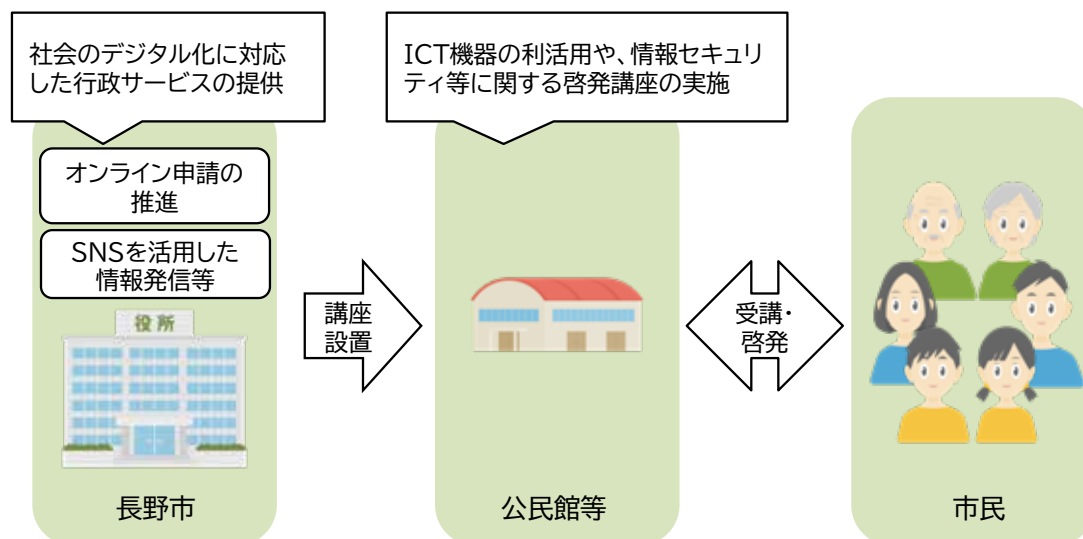 社会のデジタル化に対応
した行政サービスの提供
ICT機器の利活用や、情報セキュリ
ティ等に関する啓発講座の実施
オンライン申請の
推進
SNSを活用した
情報発信等
役所
講座
設置
受講・
啓発
長野市
公民館等
市民